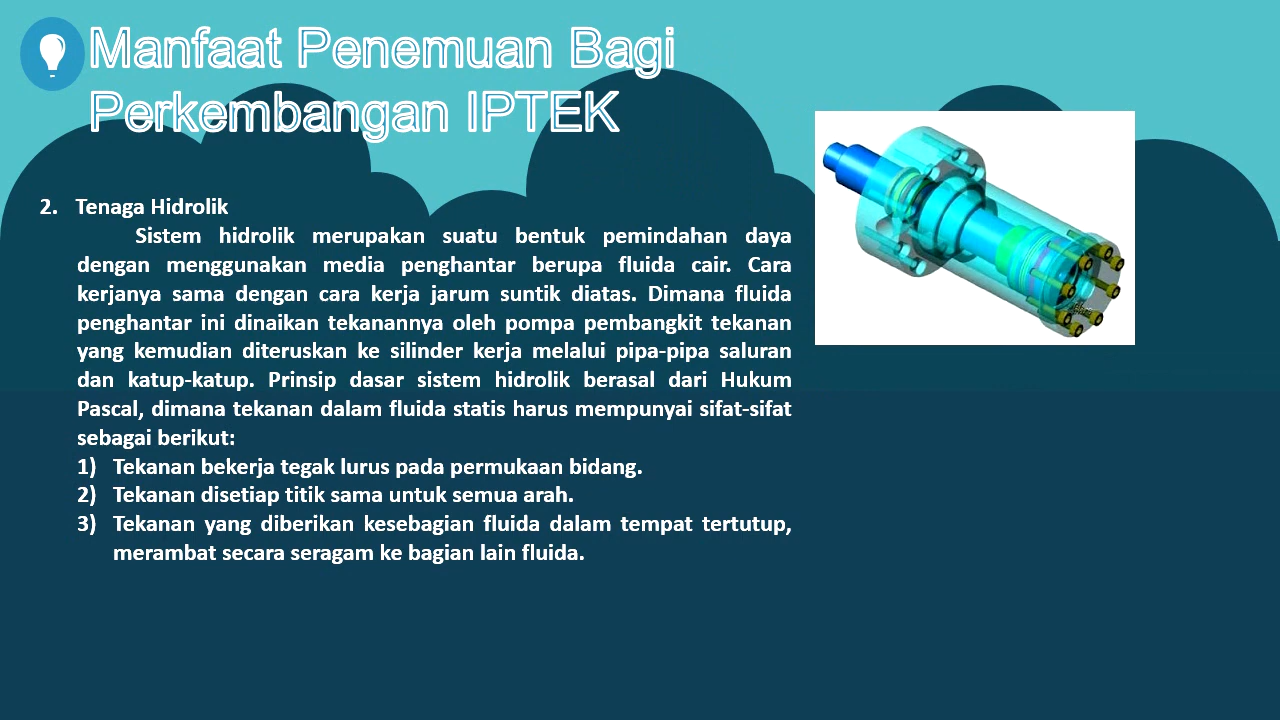 Manfaat Penemuan Bagi
Perkembangan IPTEK
2. Tenaga Hidrolik
Sistem hidrolik merupakan suatu bentuk pemindahan daya
dengan menggunakan media penghantar berupa fluida cair. Cara
kerjanya sama dengan cara kerja jarum suntik diatas. Dimana fluida
penghantar ini dinaikan tekanannya oleh pompa pembangkit tekanan
yang kemudian diteruskan ke silinder kerja melalui pipa-pipa saluran
dan katup-katup. Prinsip dasar sistem hidrolik berasal dari Hukum
Pascal, dimana tekanan dalam fluida statis harus mempunyai sifat-sifat
sebagai berikut:
1) Tekanan bekerja tegak lurus pada permukaan bidang.
2) Tekanan disetiap titik sama untuk semua arah.
3) Tekanan yang diberikan kesebagian fluida dalam tempat tertutup,
merambat secara seragam ke bagian lain fluida.